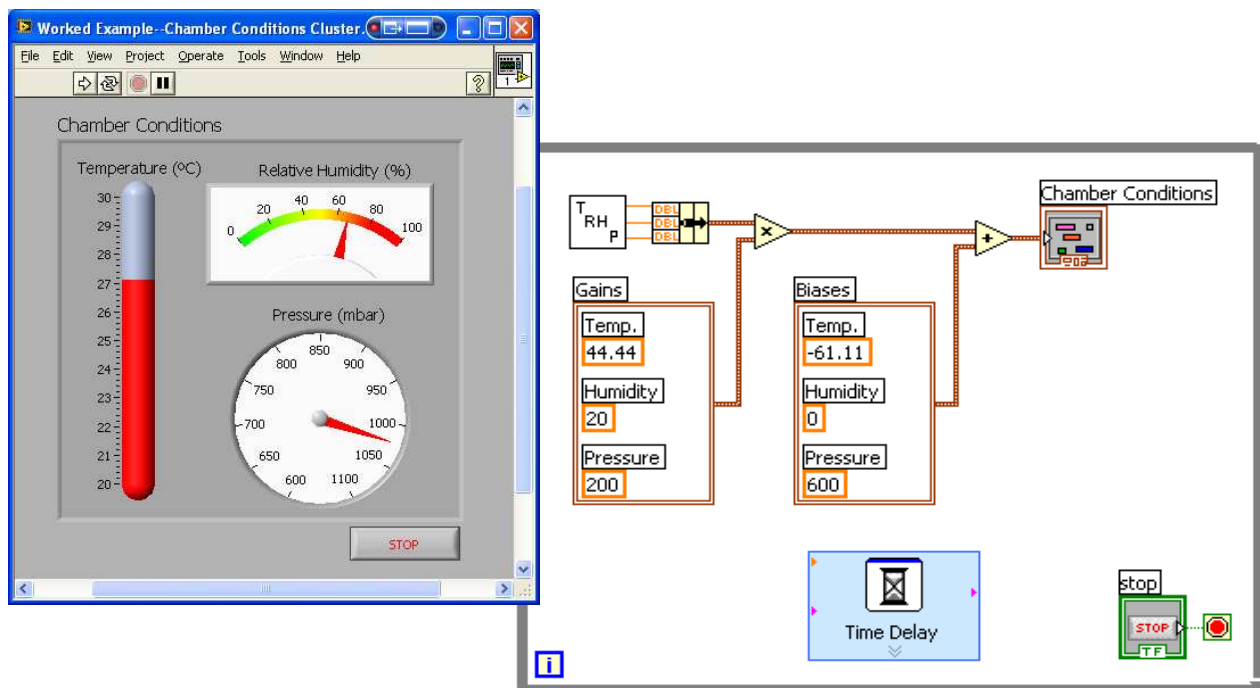 Worked Example--Chamber Conditions Cluster.
File Edit View Project Operate Tools Window Help
1
Chamber Conditions
Temperature (ºC)
30
29
28
27
26
25
24
23
22
21
20
Relative Humidity (%)
0
20
40
60
80
100
Pressure (mbar)
600
650
700
750
800
850
900
950
1000
1050
1100
STOP
T
RH
P
DBL
DBL
DBL
Chamber Conditions
Gains
Temp.
44.44
Humidity
20
Pressure
200
Biases
Temp.
-61.11
Humidity
0
Pressure
600
Time Delay
stop
STOP
TF
i